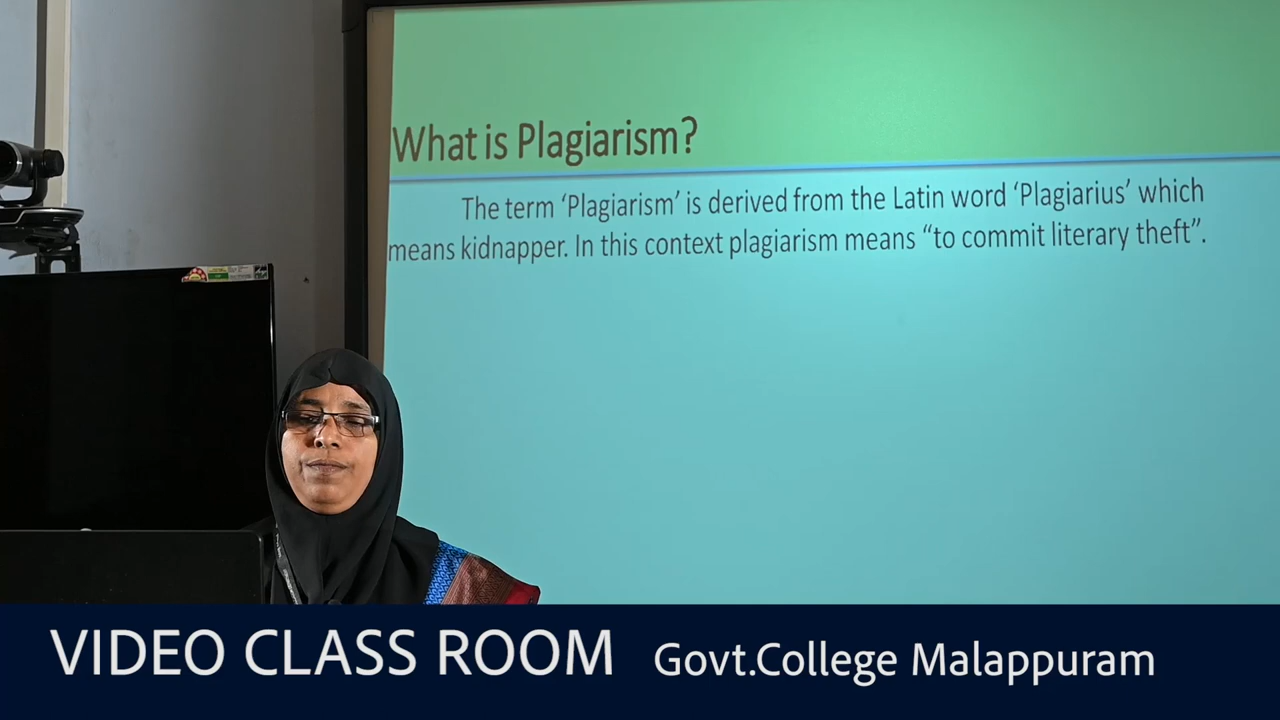 What is Plagiarism?
The term ‘Plagiarism’ is derived from the Latin word ‘Plagiarius’ which
means kidnapper. In this context plagiarism means “to commit literary theft”.
VIDEO CLASS ROOM Govt.College Malappuram